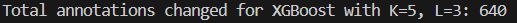 Total annotations changed for XGBoost with K=5, L=3: 640